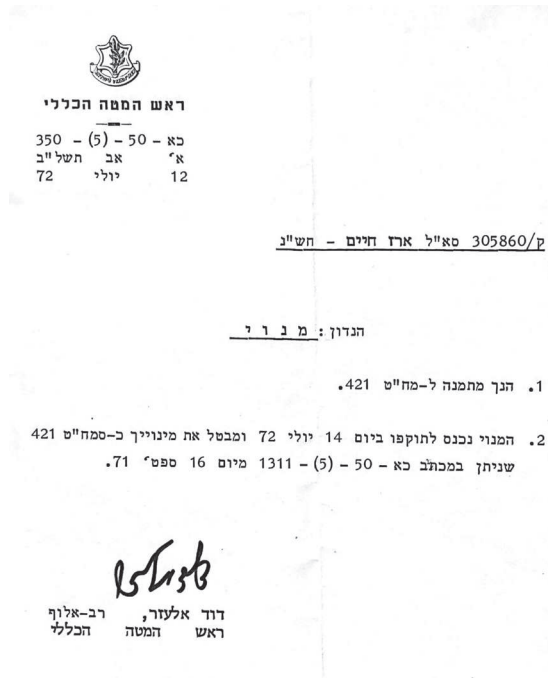 ראש המטה הכללי
כא - 50 - (5) - 350
א' אב תשל"ב
12 יולי 72
ק/305860 סא"ל ארז חיים - חש"נ
הנדון: מ נ ו י
1. הנך מתמנה ל-מח"ט 421.
2. המנוי נכנס לתוקפו ביום 14 יולי 72 ומבטל את מינוייך כ-סמח"ט 421
שניתן במכתב כא - 50 - (5) - 1311 מיום 16 ספט' 71.
דוד אלעזר, רב-אלוף
ראש המטה הכללי